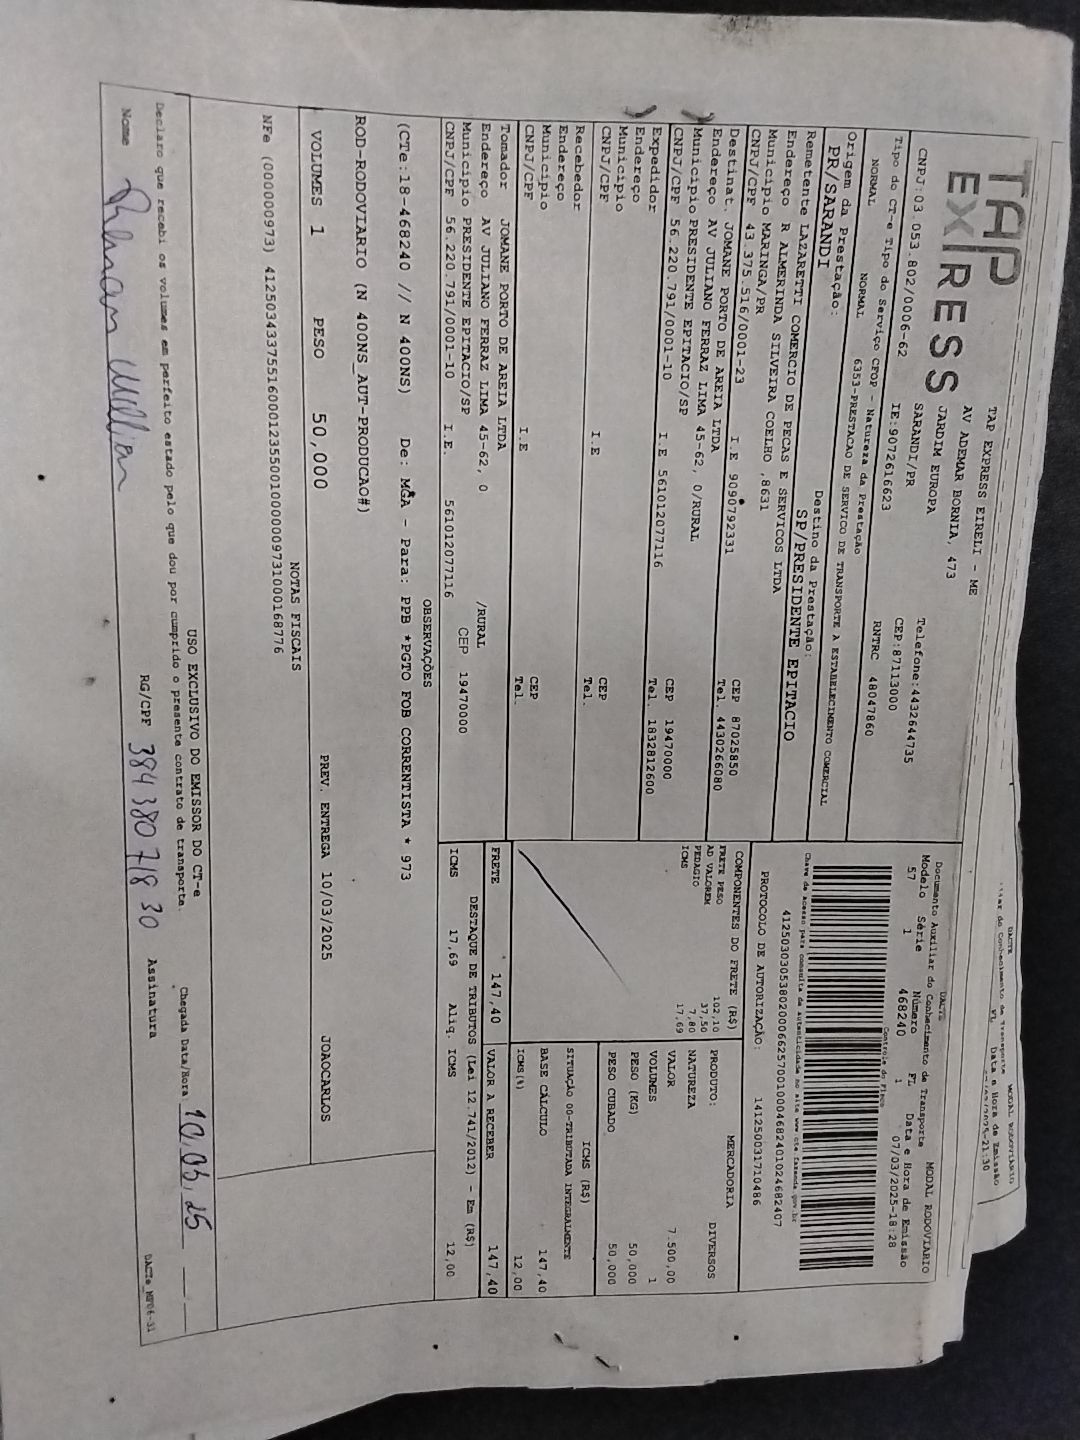 TAP EXPRESS
TAP EXPRESS EIRELI - ME
AV ADEMAR BORNIA, 473
JARDIM EUROPA
SARANDI/PR
Telefone:4432644735
CNPJ:03.053.802/0006-62
IE:9072616623
CEP:87113000
Tipo do CT-e Tipo do Serviço CFOP - Natureza da Prestação
RNTRC 48047860
NORMAL NORMAL 6353-PRESTACAO DE SERVICO DE TRANSPORTE A ESTABELECIMENTO COMERCIAL
Origem da Prestação:
Destino da Prestação:
PR/SARANDI
SP/PRESIDENTE EPITACIO
Remetente LAZARETTI COMERCIO DE PECAS E SERVICOS LTDA
Endereço R ALMERINDA SILVEIRA COELHO ,8631
Municipio MARINGA/PR
CEP 87025850
CNPJ/CPF 43.375.516/0001-23 I.E 9090792331
Tel. 4430266080
Destinat. JOMANE PORTO DE AREIA LTDA
Endereço AV JULIANO FERRAZ LIMA 45-62, 0/RURAL
Municipio PRESIDENTE EPITACIO/SP
CEP 19470000
CNPJ/CPF 56.220.791/0001-10 I.E 561012077116
Tel. 1832812600
Expedidor
Endereço
Municipio
CEP
CNPJ/CPF I.E
Tel.
Recebedor
Endereço
Municipio
CEP
CNPJ/CPF I.E
Tel.
Tomador JOMANE PORTO DE AREIA LTDA
Endereço AV JULIANO FERRAZ LIMA 45-62, 0 /RURAL
Municipio PRESIDENTE EPITACIO/SP CEP 19470000
CNPJ/CPF 56.220.791/0001-10 I.E. 561012077116
OBSERVAÇÕES
(CTe:18-468240 // N 400NS) De: MGA - Para: PPB *PGTO FOB CORRENTISTA * 973
ROD-RODOVIARIO (N 400NS_AUT-PRODUCAO#)
VOLUMES 1 PESO 50,000 PREV. ENTREGA 10/03/2025 JOAOCARLOS
NOTAS FISCAIS
NFe (000000973) 41250343375516000123550010000009731000168776
DACTE
MODAL RODOVIARIO
Documento Auxiliar do Conhecimento de Transporte
Modelo Série Número FL Data e Hora de Emissão
57 1 468240 1 07/03/2025-18:28
Controle do Fisco
Chave de acesso para consulta de autenticidade no site www.cte.fazenda.gov.br
41250303053802000662570010004682401024682407
PROTOCOLO DE AUTORIZAÇÃO: 141250031710486
COMPONENTES DO FRETE (R$)
FRETE PESO 102,10
AD VALOREM 37,50
PEDAGIO 7,80
ICMS 17,69
MERCADORIA
PRODUTO: DIVERSOS
NATUREZA
VALOR 7.500,00
VOLUMES 1
PESO (KG) 50,000
PESO CUBADO 50,000
ICMS (R$)
SITUAÇÃO 00-TRIBUTADA INTEGRALMENTE
BASE CÁLCULO 147,40
ICMS(%) 12,00
FRETE 147,40
VALOR A RECEBER 147,40
DESTAQUE DE TRIBUTOS (Lei 12.741/2012) - Em (R$)
ICMS 17,69 Aliq. ICMS 12,00
USO EXCLUSIVO DO EMISSOR DO CT-e
Declaro que recebi os volumes em perfeito estado pelo que dou por cumprido o presente contrato de transporte.
Chegada Data/Hora 10.03.25
Nome Willian RG/CPF 384 380 718 30 Assinatura
DACTe_MF06-31